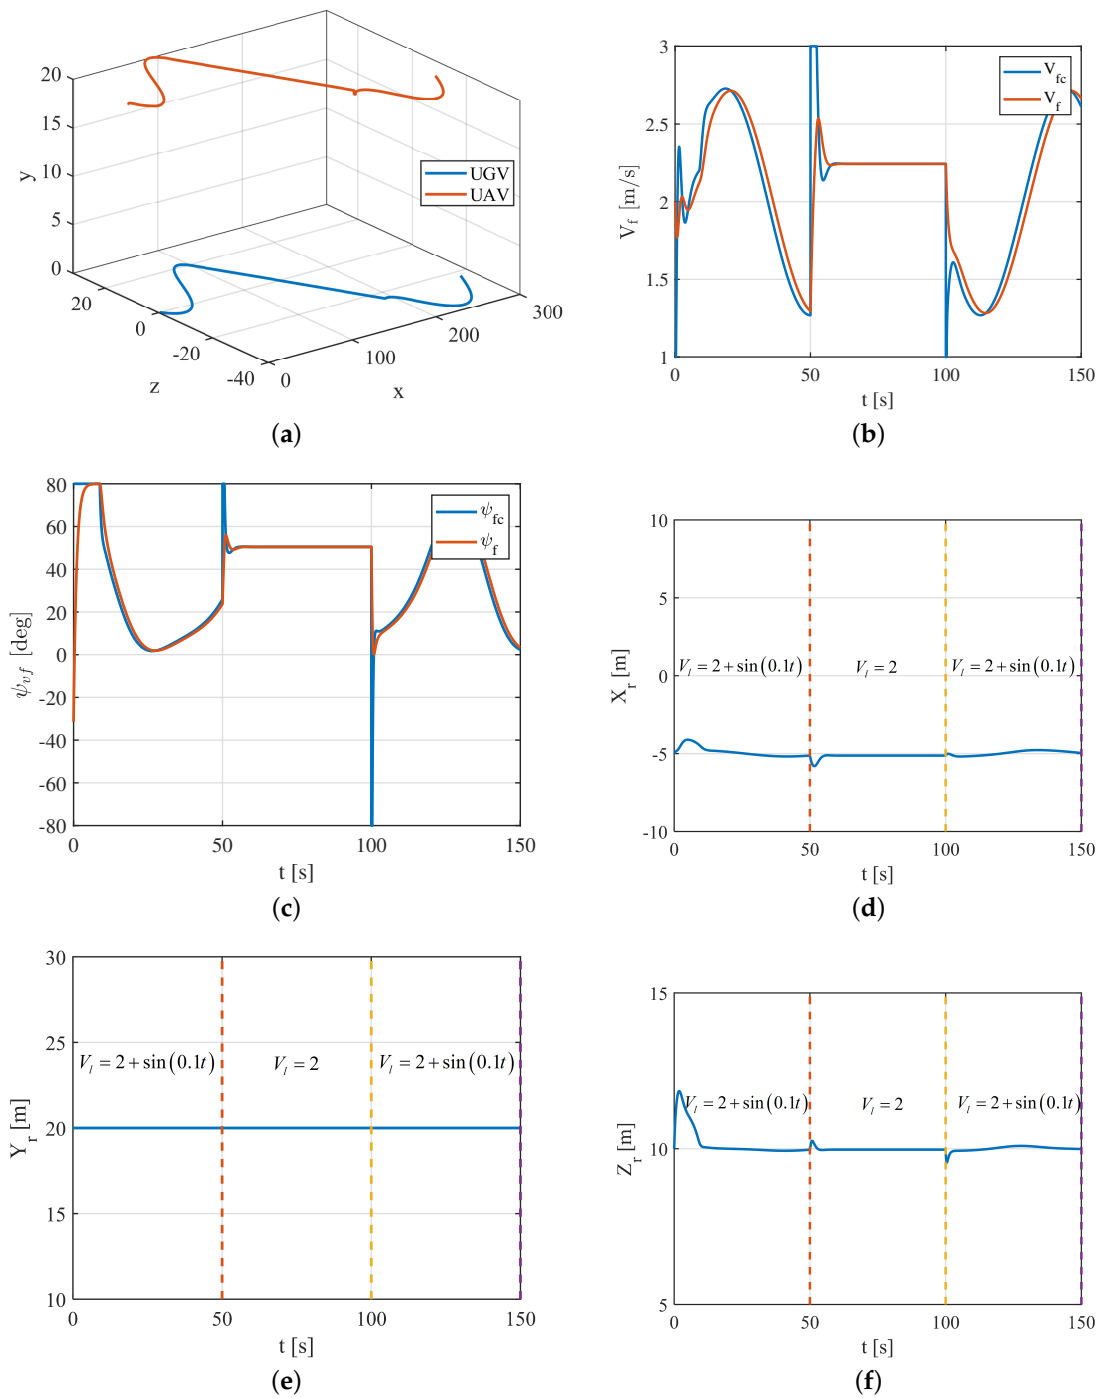 20
15
10
5
0
y
20
0
-20
-40
z
0
100
200
300
x
UGV
UAV
(a)
3
2.5
2
1.5
1
V_f [m/s]
V_fc
V_f
0
50
100
150
t [s]
(b)
80
60
40
20
0
-20
-40
-60
-80
ψ_vf [deg]
ψ_fc
ψ_f
0
50
100
150
t [s]
(c)
10
5
0
-5
-10
X_r [m]
V_l = 2 + sin(0.1t)
V_l = 2
V_l = 2 + sin(0.1t)
0
50
100
150
t [s]
(d)
30
25
20
15
10
Y_r [m]
V_l = 2 + sin(0.1t)
V_l = 2
V_l = 2 + sin(0.1t)
0
50
100
150
t [s]
(e)
15
10
5
Z_r [m]
V_l = 2 + sin(0.1t)
V_l = 2
V_l = 2 + sin(0.1t)
0
50
100
150
t [s]
(f)